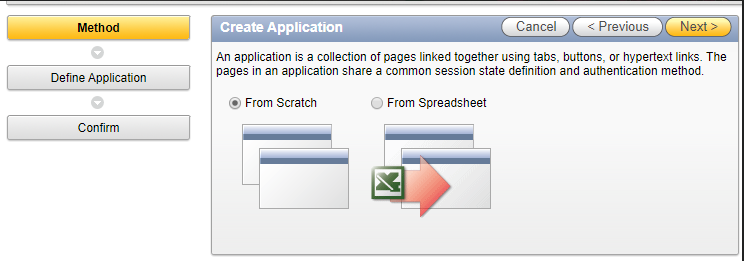 Method
Define Application
Confirm
Create Application
Cancel
< Previous
Next >
An application is a collection of pages linked together using tabs, buttons, or hypertext links. The
pages in an application share a common session state definition and authentication method.
From Scratch
From Spreadsheet